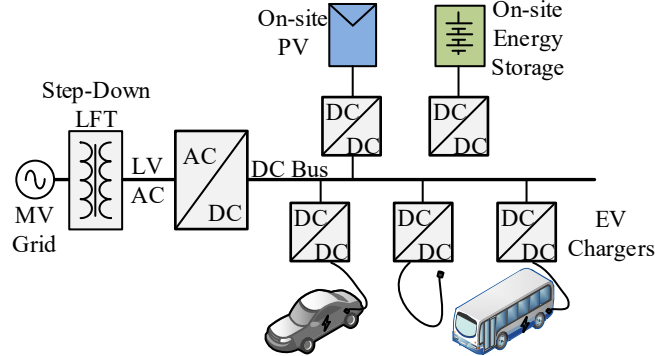 On-site
PV
On-site
Energy
Storage
Step-Down
LFT
DC
DC
DC
DC
LV
AC
AC
DC
DC Bus
MV
Grid
DC
DC
DC
DC
DC
DC
EV
Chargers